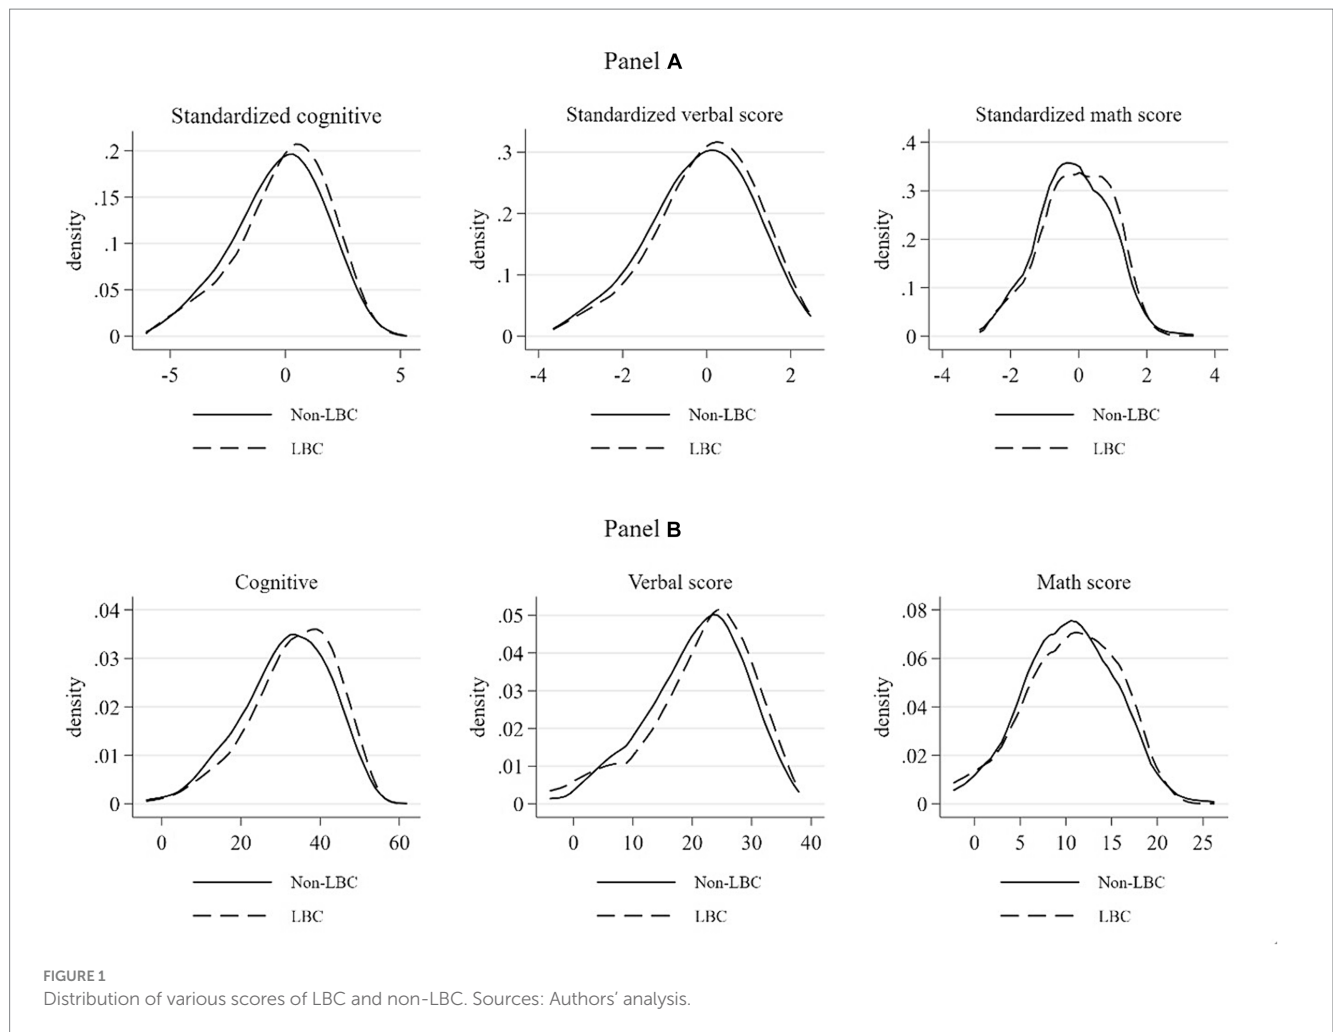 Panel A
Standardized cognitive
Standardized verbal score
Standardized math score
density
.2
.15
.1
.05
0
-5 0 5
Non-LBC
LBC
density
.3
.2
.1
0
-4 -2 0 2
Non-LBC
LBC
density
.4
.3
.2
.1
0
-4 -2 0 2 4
Non-LBC
LBC
Panel B
Cognitive
Verbal score
Math score
density
.04
.03
.02
.01
0
0 20 40 60
Non-LBC
LBC
density
.05
.04
.03
.02
.01
0
0 10 20 30 40
Non-LBC
LBC
density
.08
.06
.04
.02
0
0 5 10 15 20 25
Non-LBC
LBC
FIGURE 1
Distribution of various scores of LBC and non-LBC. Sources: Authors’ analysis.